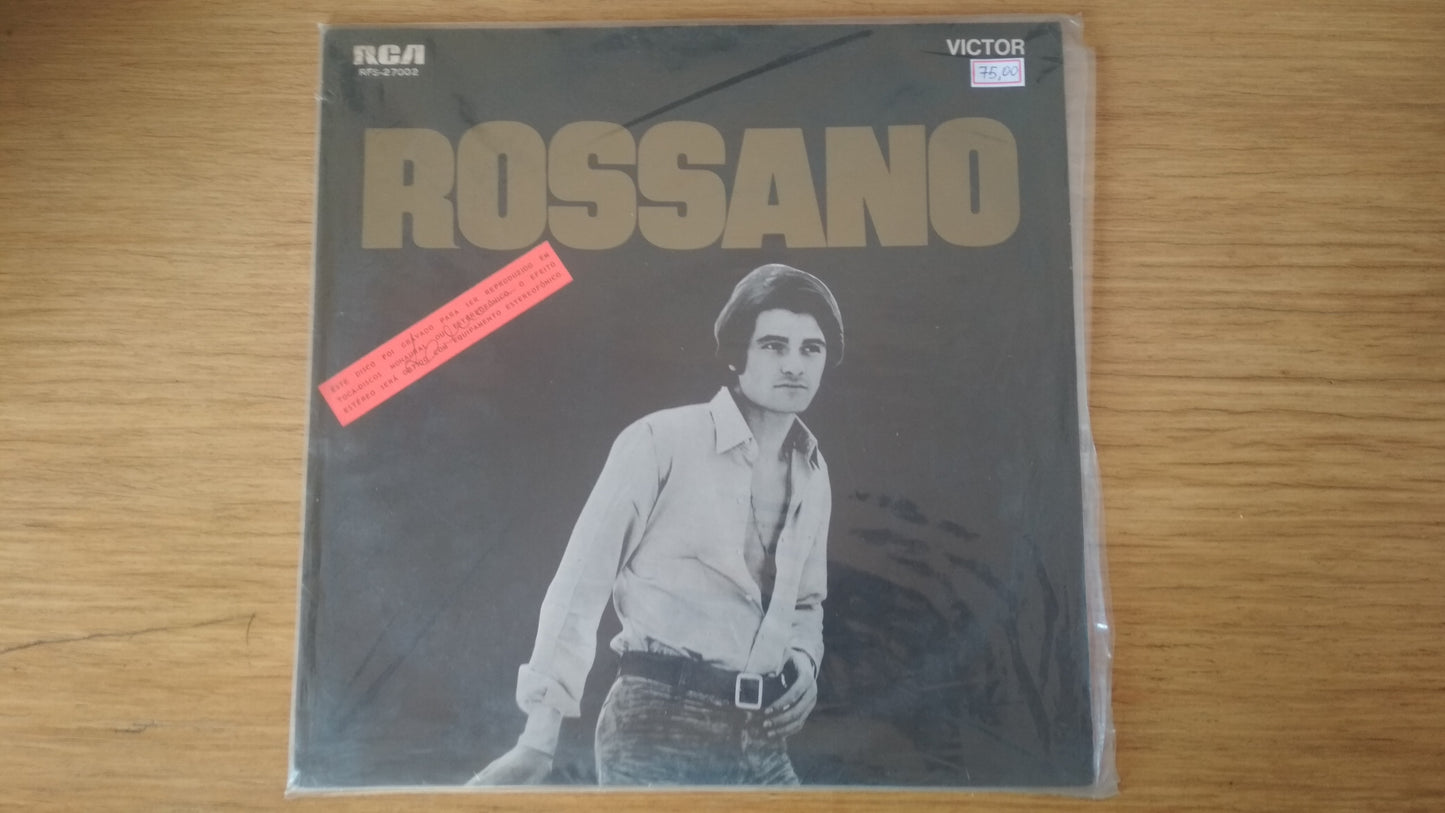 RCA
RFS-27002
VICTOR
75,00
ROSSANO
ESTE DISCO FOI GRAVADO PARA SER REPRODUZIDO EM
TOCA-DISCOS MONAURAL OU ESTEREOFÔNICO. O EFEITO
ESTÉREO SERÁ OBTIDO COM EQUIPAMENTO ESTEREOFÔNICO